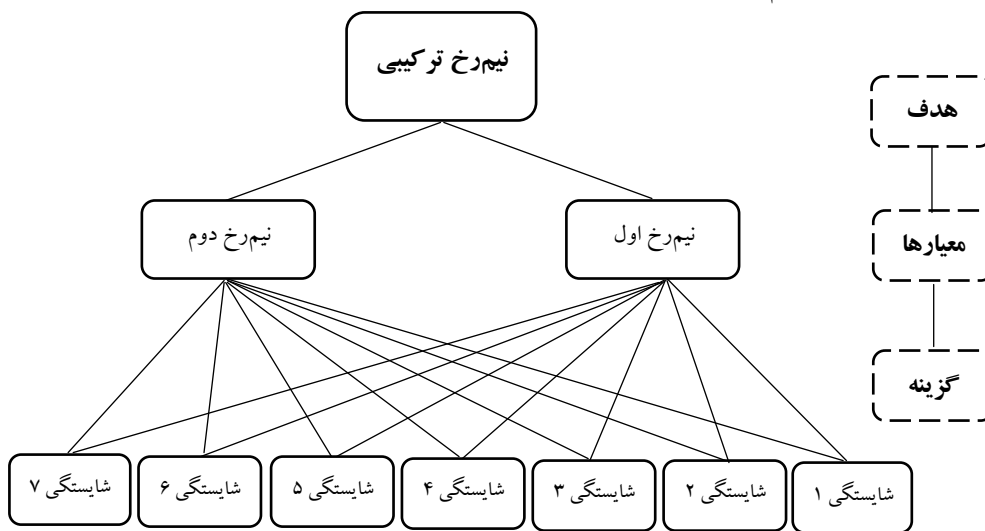 نیم‌رخ ترکیبی
هدف
نیم‌رخ اول
نیم‌رخ دوم
معیارها
گزینه
شایستگی ۱
شایستگی ۲
شایستگی ۳
شایستگی ۴
شایستگی ۵
شایستگی ۶
شایستگی ۷